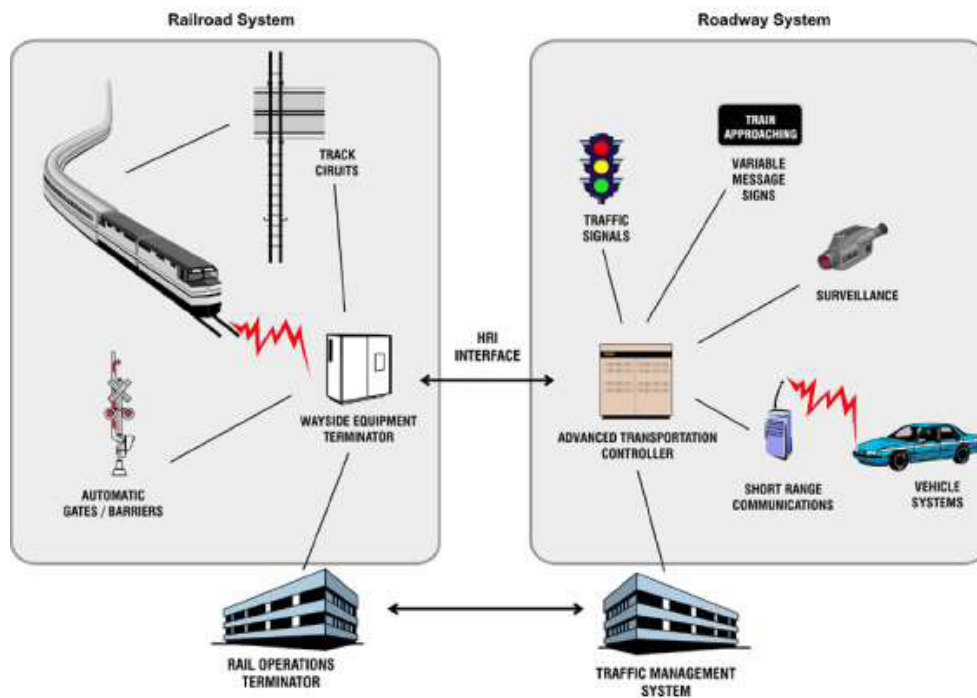 Railroad System
Roadway System
TRACK
CIRUITS
TRAIN
APPROACHING
VARIABLE
MESSAGE
SIGNS
TRAFFIC
SIGNALS
SURVEILLANCE
HRI
INTERFACE
WAYSIDE EQUIPMENT
TERMINATOR
ADVANCED TRANSPORTATION
CONTROLLER
AUTOMATIC
GATES / BARRIERS
SHORT RANGE
COMMUNICATIONS
VEHICLE
SYSTEMS
RAIL OPERATIONS
TERMINATOR
TRAFFIC MANAGEMENT
SYSTEM